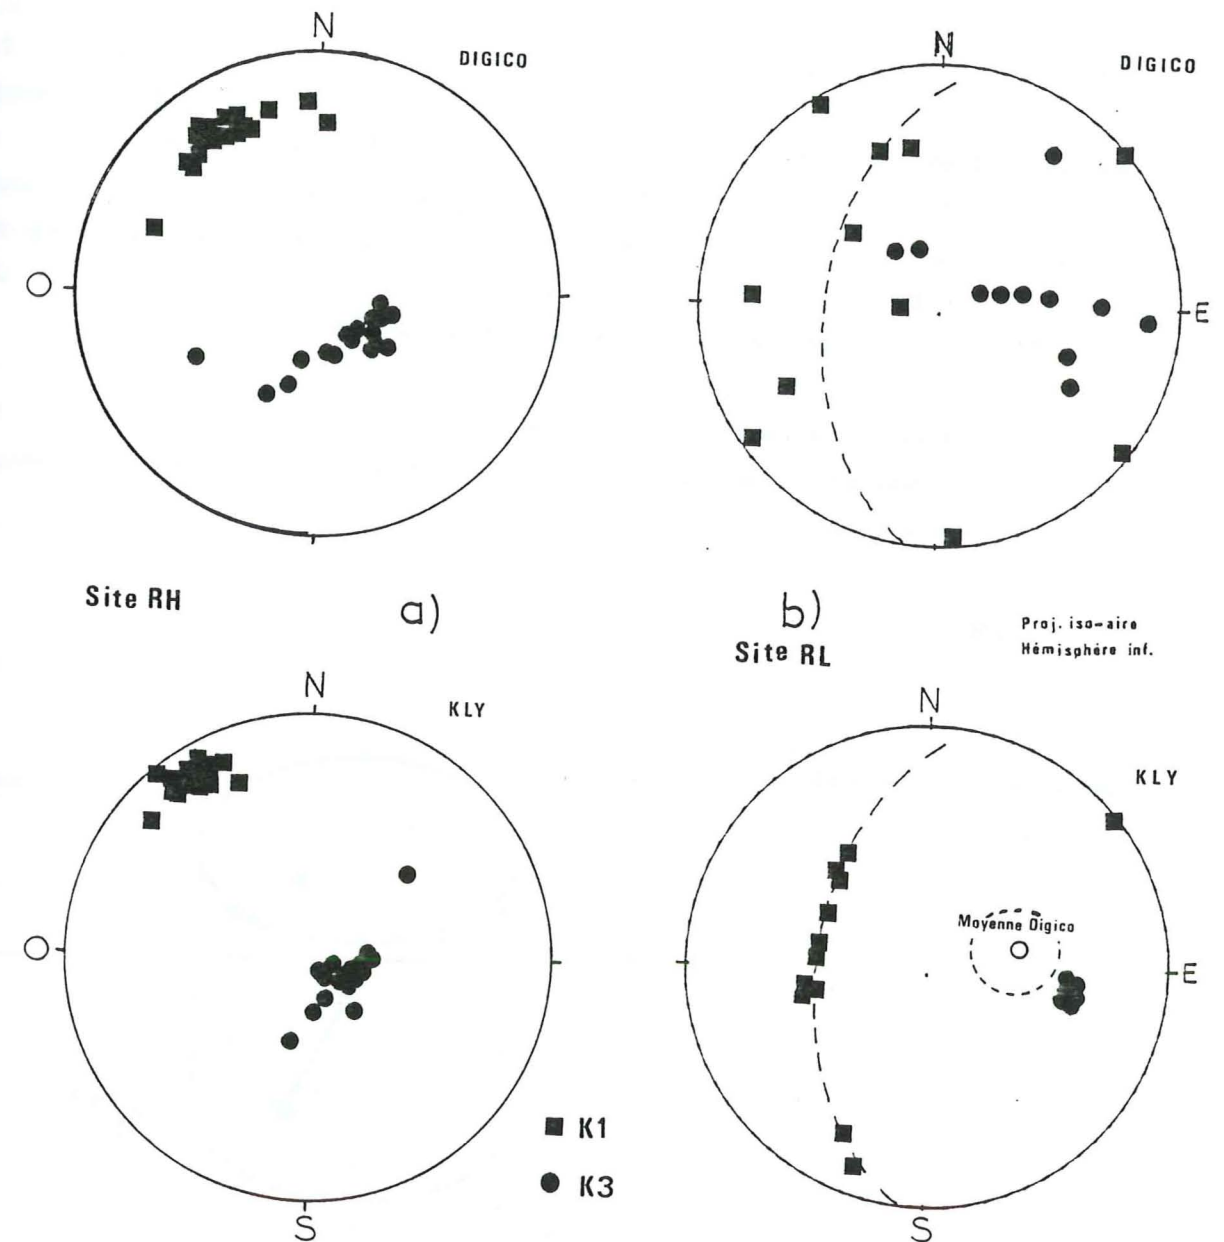 N
DIGICO
O
N
DIGICO
E
Site RH
a)
b)
Site RL
Proj. iso-aire
Hémisphère inf.
N
KLY
O
S
N
KLY
Moyenne Digico
E
S
K1
K3